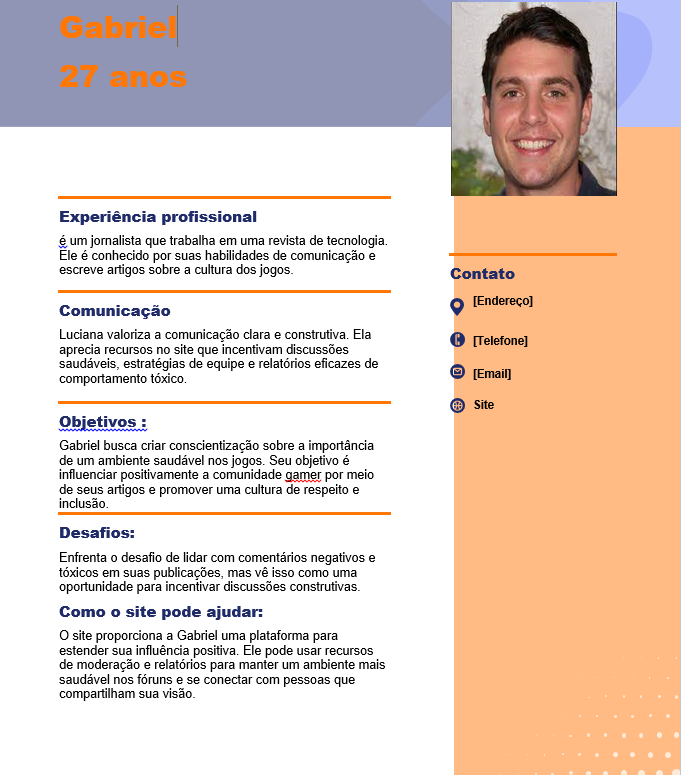 Gabriel
27 anos
Experiência profissional
é um jornalista que trabalha em uma revista de tecnologia.
Ele é conhecido por suas habilidades de comunicação e
escreve artigos sobre a cultura dos jogos.
Comunicação
Luciana valoriza a comunicação clara e construtiva. Ela
aprecia recursos no site que incentivam discussões
saudáveis, estratégias de equipe e relatórios eficazes de
comportamento tóxico.
Objetivos :
Gabriel busca criar conscientização sobre a importância
de um ambiente saudável nos jogos. Seu objetivo é
influenciar positivamente a comunidade gamer por meio
de seus artigos e promover uma cultura de respeito e
inclusão.
Desafios:
Enfrenta o desafio de lidar com comentários negativos e
tóxicos em suas publicações, mas vê isso como uma
oportunidade para incentivar discussões construtivas.
Como o site pode ajudar:
O site proporciona a Gabriel uma plataforma para
estender sua influência positiva. Ele pode usar recursos
de moderação e relatórios para manter um ambiente mais
saudável nos fóruns e se conectar com pessoas que
compartilham sua visão.
Contato
[Endereço]
[Telefone]
[Email]
Site